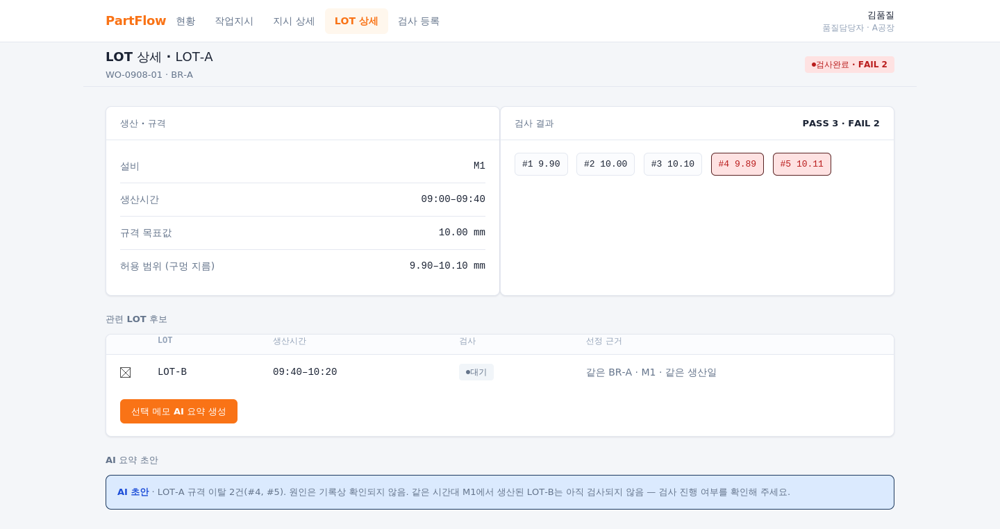 PartFlow 현황 작업지시 지시 상세 LOT 상세 검사 등록
김품질
품질담당자 · A공장
LOT 상세 · LOT-A
WO-0908-01 · BR-A
검사완료 · FAIL 2
생산 · 규격
설비 M1
생산시간 09:00–09:40
규격 목표값 10.00 mm
허용 범위 (구멍 지름) 9.90–10.10 mm
검사 결과 PASS 3 · FAIL 2
#1 9.90 #2 10.00 #3 10.10 #4 9.89 #5 10.11
관련 LOT 후보
LOT 생산시간 검사 선정 근거
LOT-B 09:40–10:20 대기 같은 BR-A · M1 · 같은 생산일
선택 메모 AI 요약 생성
AI 요약 초안
AI 초안 · LOT-A 규격 이탈 2건(#4, #5). 원인은 기록상 확인되지 않음. 같은 시간대 M1에서 생산된 LOT-B는 아직 검사되지 않음 — 검사 진행 여부를 확인해 주세요.